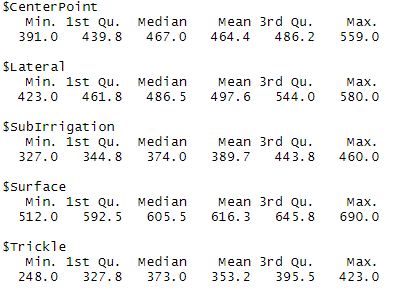 $CenterPoint
Min. 1st Qu. Median Mean 3rd Qu. Max.
391.0 439.8 467.0 464.4 486.2 559.0
$Lateral
Min. 1st Qu. Median Mean 3rd Qu. Max.
423.0 461.8 486.5 497.6 544.0 580.0
$SubIrrigation
Min. 1st Qu. Median Mean 3rd Qu. Max.
327.0 344.8 374.0 389.7 443.8 460.0
$Surface
Min. 1st Qu. Median Mean 3rd Qu. Max.
512.0 592.5 605.5 616.3 645.8 690.0
$Trickle
Min. 1st Qu. Median Mean 3rd Qu. Max.
248.0 327.8 373.0 353.2 395.5 423.0